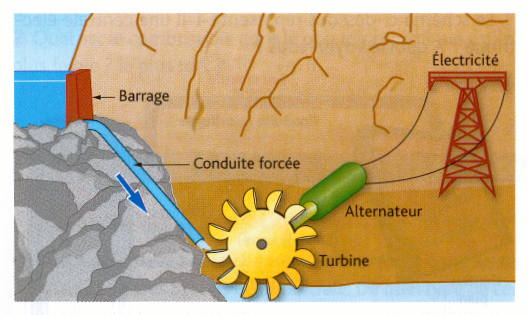 Électricité
Barrage
Conduite forcée
Alternateur
Turbine